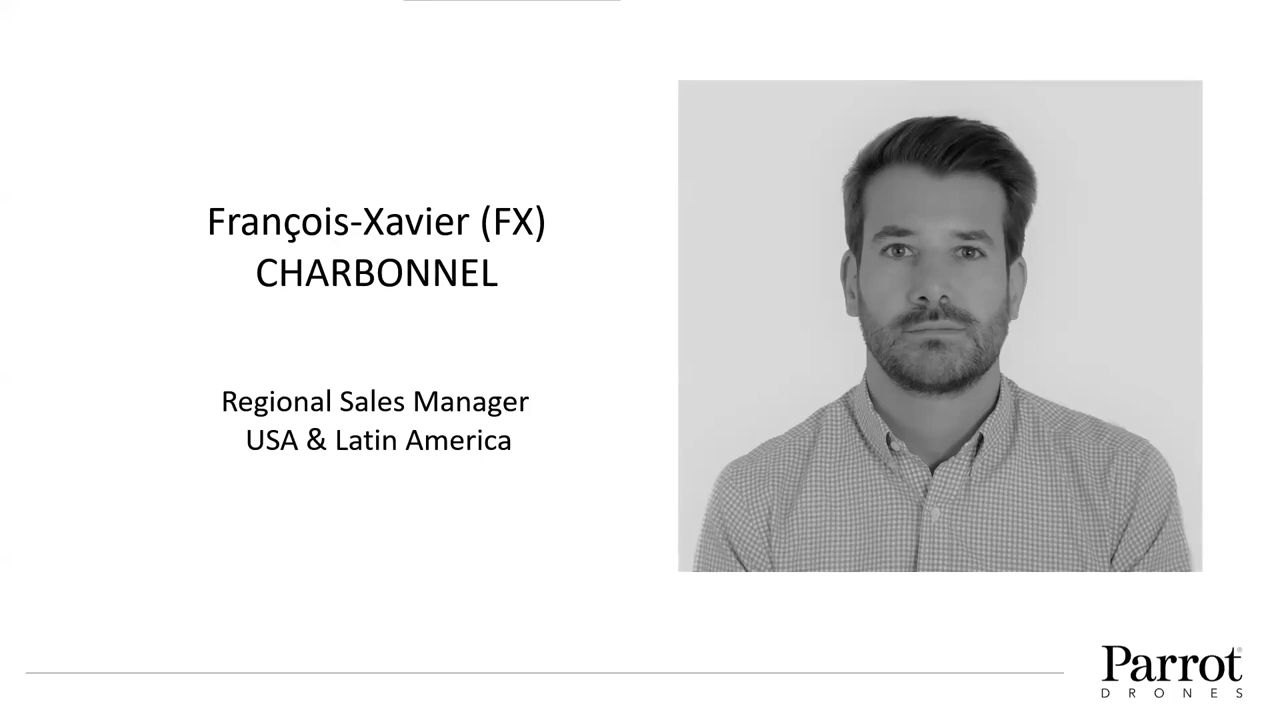 François-Xavier (FX)
CHARBONNEL
Regional Sales Manager
USA & Latin America
Parrot®
DRONES